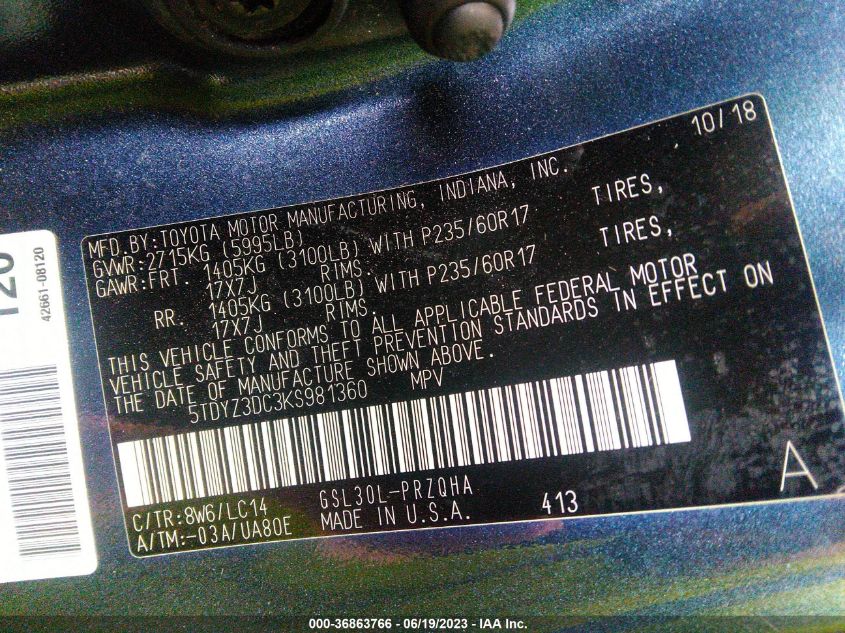 10/18
MFD. BY: TOYOTA MOTOR MANUFACTURING, INDIANA, INC.
GVWR: 2715KG (5995LB)
GAWR: FRT. 1405KG (3100LB) WITH P235/60R17 TIRES,
17X7J RIMS.
RR. 1405KG (3100LB) WITH P235/60R17 TIRES,
17X7J RIMS.
THIS VEHICLE CONFORMS TO ALL APPLICABLE FEDERAL MOTOR
VEHICLE SAFETY AND THEFT PREVENTION STANDARDS IN EFFECT ON
THE DATE OF MANUFACTURE SHOWN ABOVE.
5TDYZ3DC3KS981360 MPV
C/TR: 8W6/LC14 GSL30L-PRZQHA
A/TM:-03A/UA80E MADE IN U.S.A. 413
A
42661-08120
000-36863766 - 06/19/2023 - IAA Inc.